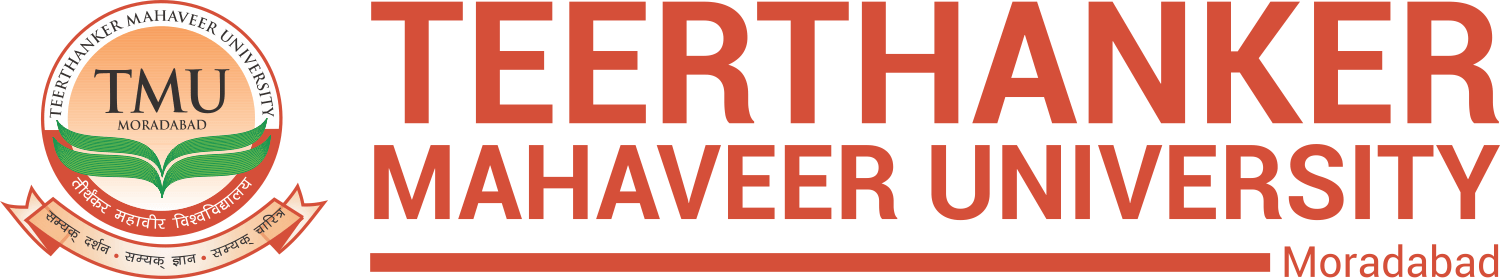 TEERTHANKER MAHAVEER UNIVERSITY
TMU
MORADABAD
तीर्थंकर महावीर विश्वविद्यालय
सम्यक् दर्शन • सम्यक् ज्ञान • सम्यक् चारित्र
TEERTHANKER
MAHAVEER UNIVERSITY
Moradabad